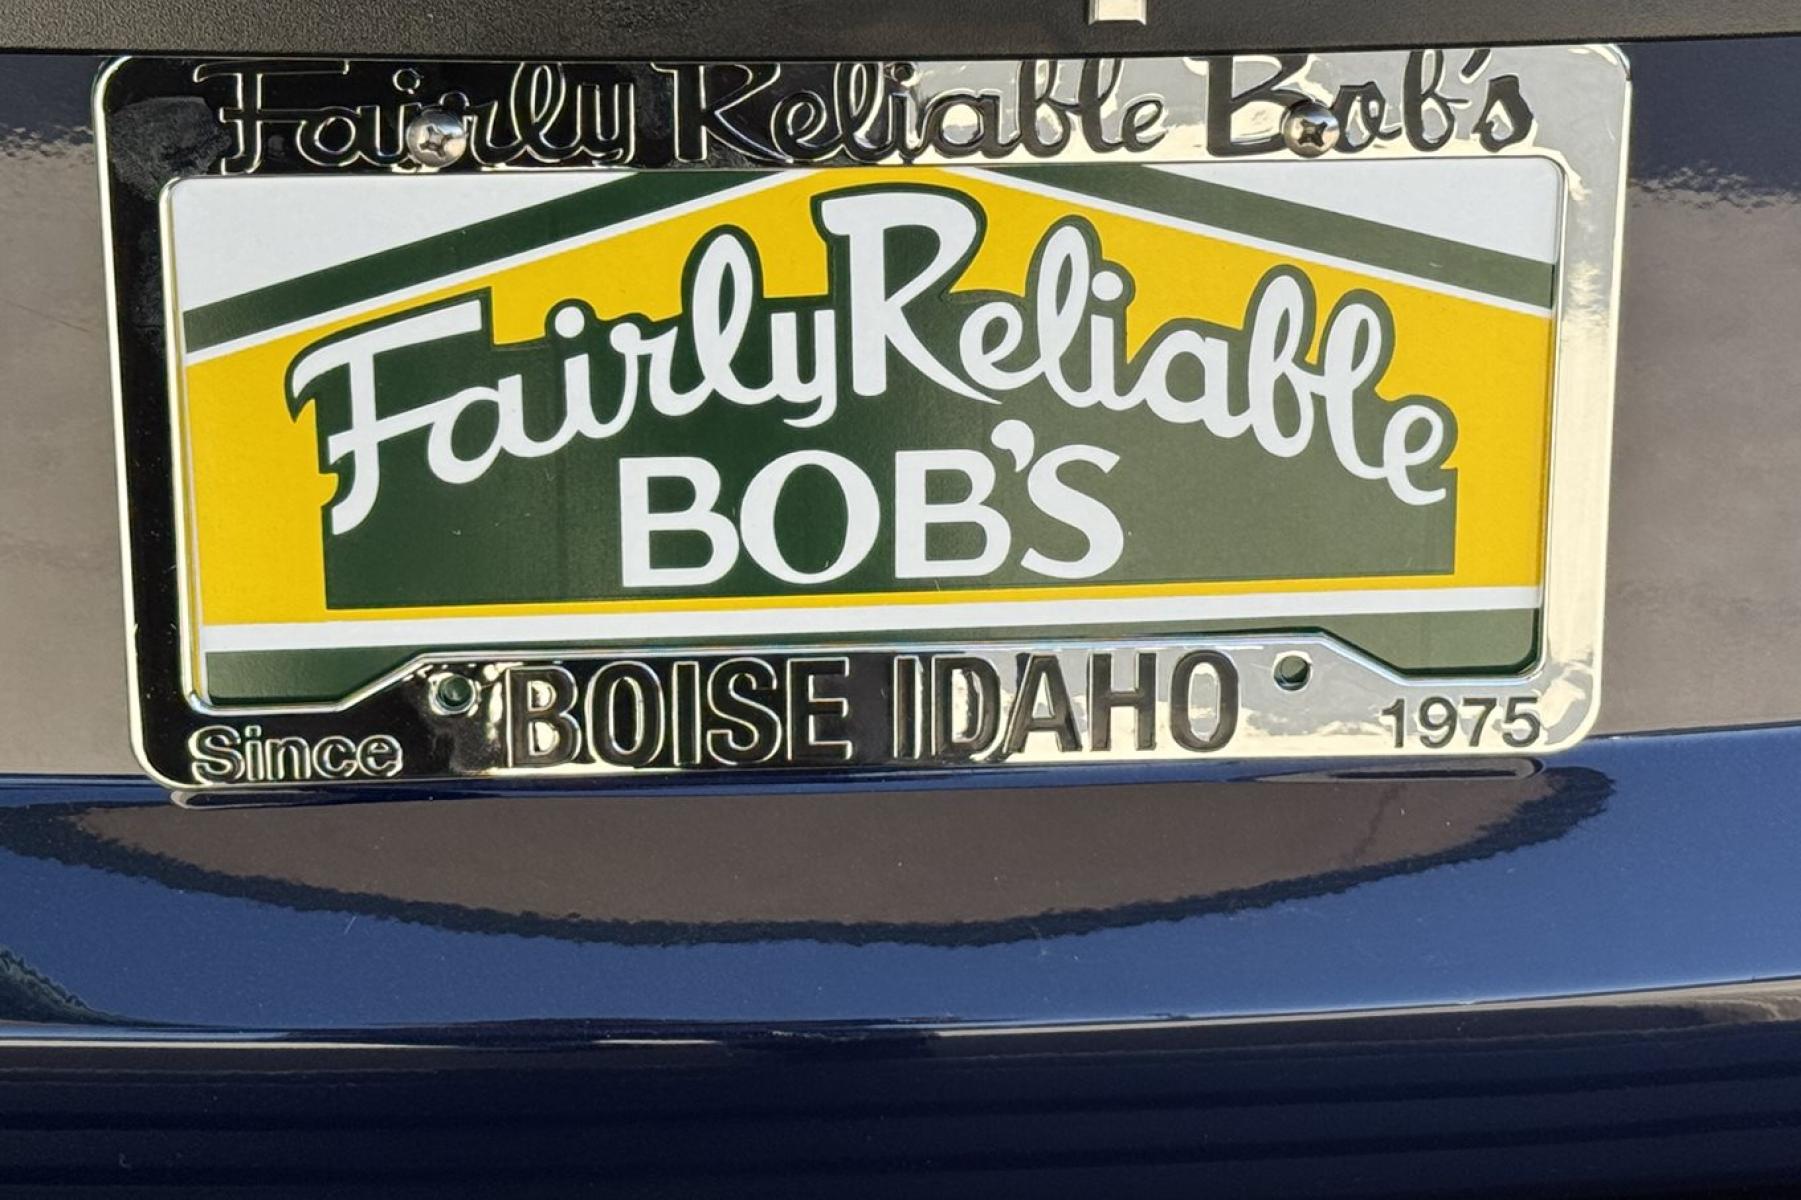 Fairly Reliable Bob's
Fairly Reliable
BOB'S
Since BOISE IDAHO 1975